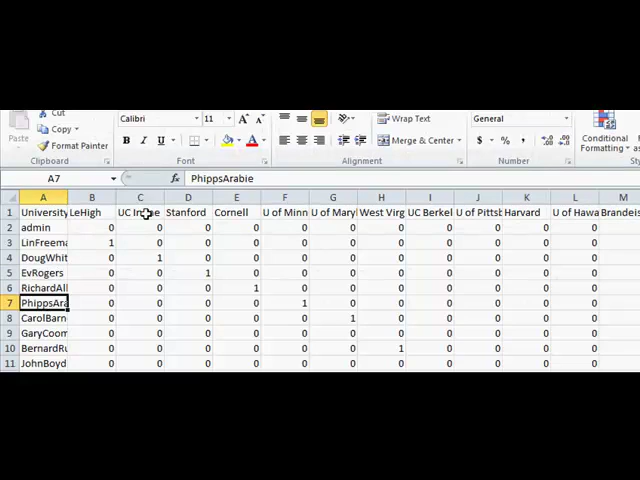 Cut
Calibri 11 A A Wrap Text General
Paste Copy
Format Painter B I U A Merge & Center $ % , .0 .00 .00 .0 Conditional Formatting
Clipboard Font Alignment Number
A7 fx PhippsArabie
A B C D E F G H I J K L M
1 University LeHigh UC Stanford Cornell U of Minn U of Maryl West Virg UC Berkel U of Pittsb Harvard U of Hawa Brandeis
2 admin 0 0 0 0 0 0 0 0 0 0 0
3 LinFreema 1 0 0 0 0 0 0 0 0 0 0
4 DougWhit 0 1 0 0 0 0 0 0 0 0 0
5 EvRogers 0 0 1 0 0 0 0 0 0 0 0
6 RichardAll 0 0 0 1 0 0 0 0 0 0 0
7 PhippsAra 0 0 0 0 1 0 0 0 0 0 0
8 CarolBarn 0 0 0 0 0 1 0 0 0 0 0
9 GaryCoom 0 0 0 0 0 0 0 0 0 0 0
10 BernardRu 0 0 0 0 0 0 1 0 0 0 0
11 JohnBoyd 0 0 0 0 0 0 0 0 0 0 0